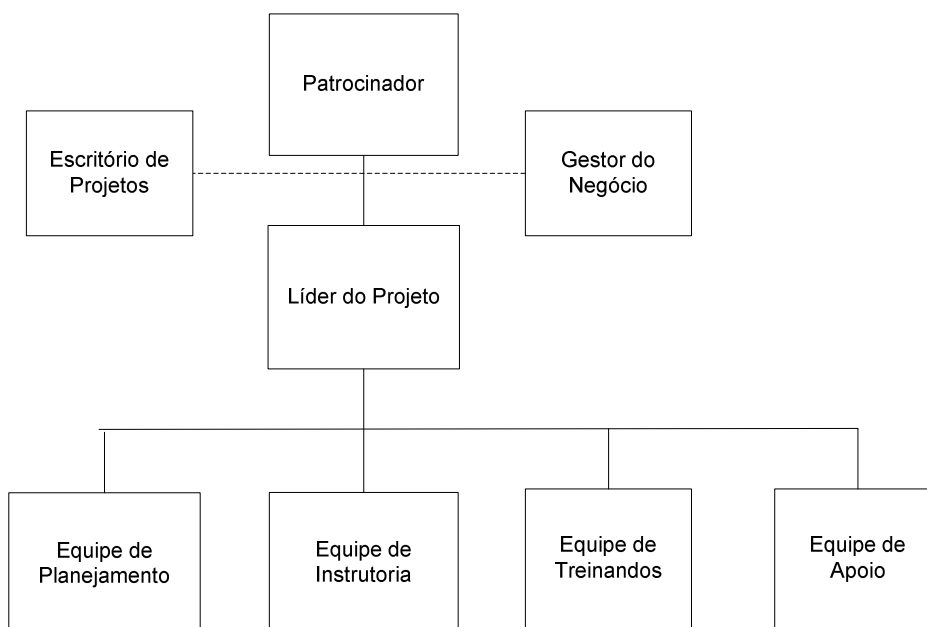 Patrocinador
Escritório de
Projetos
Gestor do
Negócio
Líder do Projeto
Equipe de
Planejamento
Equipe de
Instrutoria
Equipe de
Treinandos
Equipe de
Apoio